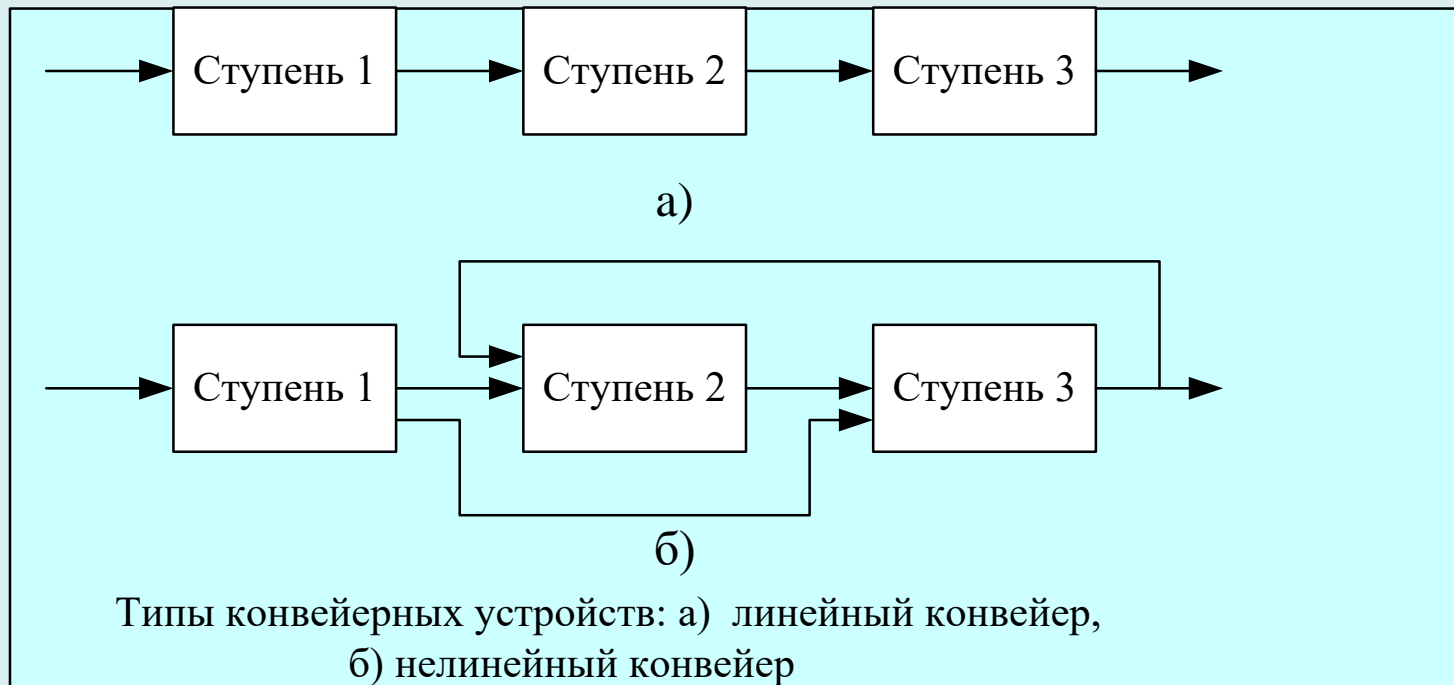 Ступень 1 Ступень 2 Ступень 3
а)
Ступень 1 Ступень 2 Ступень 3
б)
Типы конвейерных устройств: а) линейный конвейер,
б) нелинейный конвейер